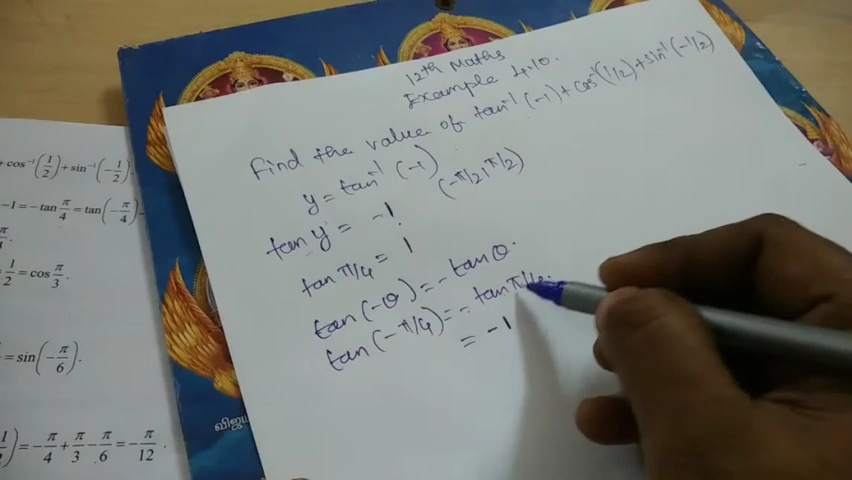 12th Maths
Example 4.10.
Find the value of tan⁻¹(-1)+cos⁻¹(1/2)+sin⁻¹(-1/2)
y = tan⁻¹(-1)
(-π/2, π/2)
tan y = -1.
tan π/4 = 1
tan(-θ) = -tan θ.
tan(-π/4) = - tan π/4.
= -1
+ cos⁻¹(1/2) + sin⁻¹(-1/2).
-1 = -tan π/4 = tan(-π/4)
= cos π/3.
= sin(-π/6).
= -π/4 + π/3 - π/6 = -π/12.